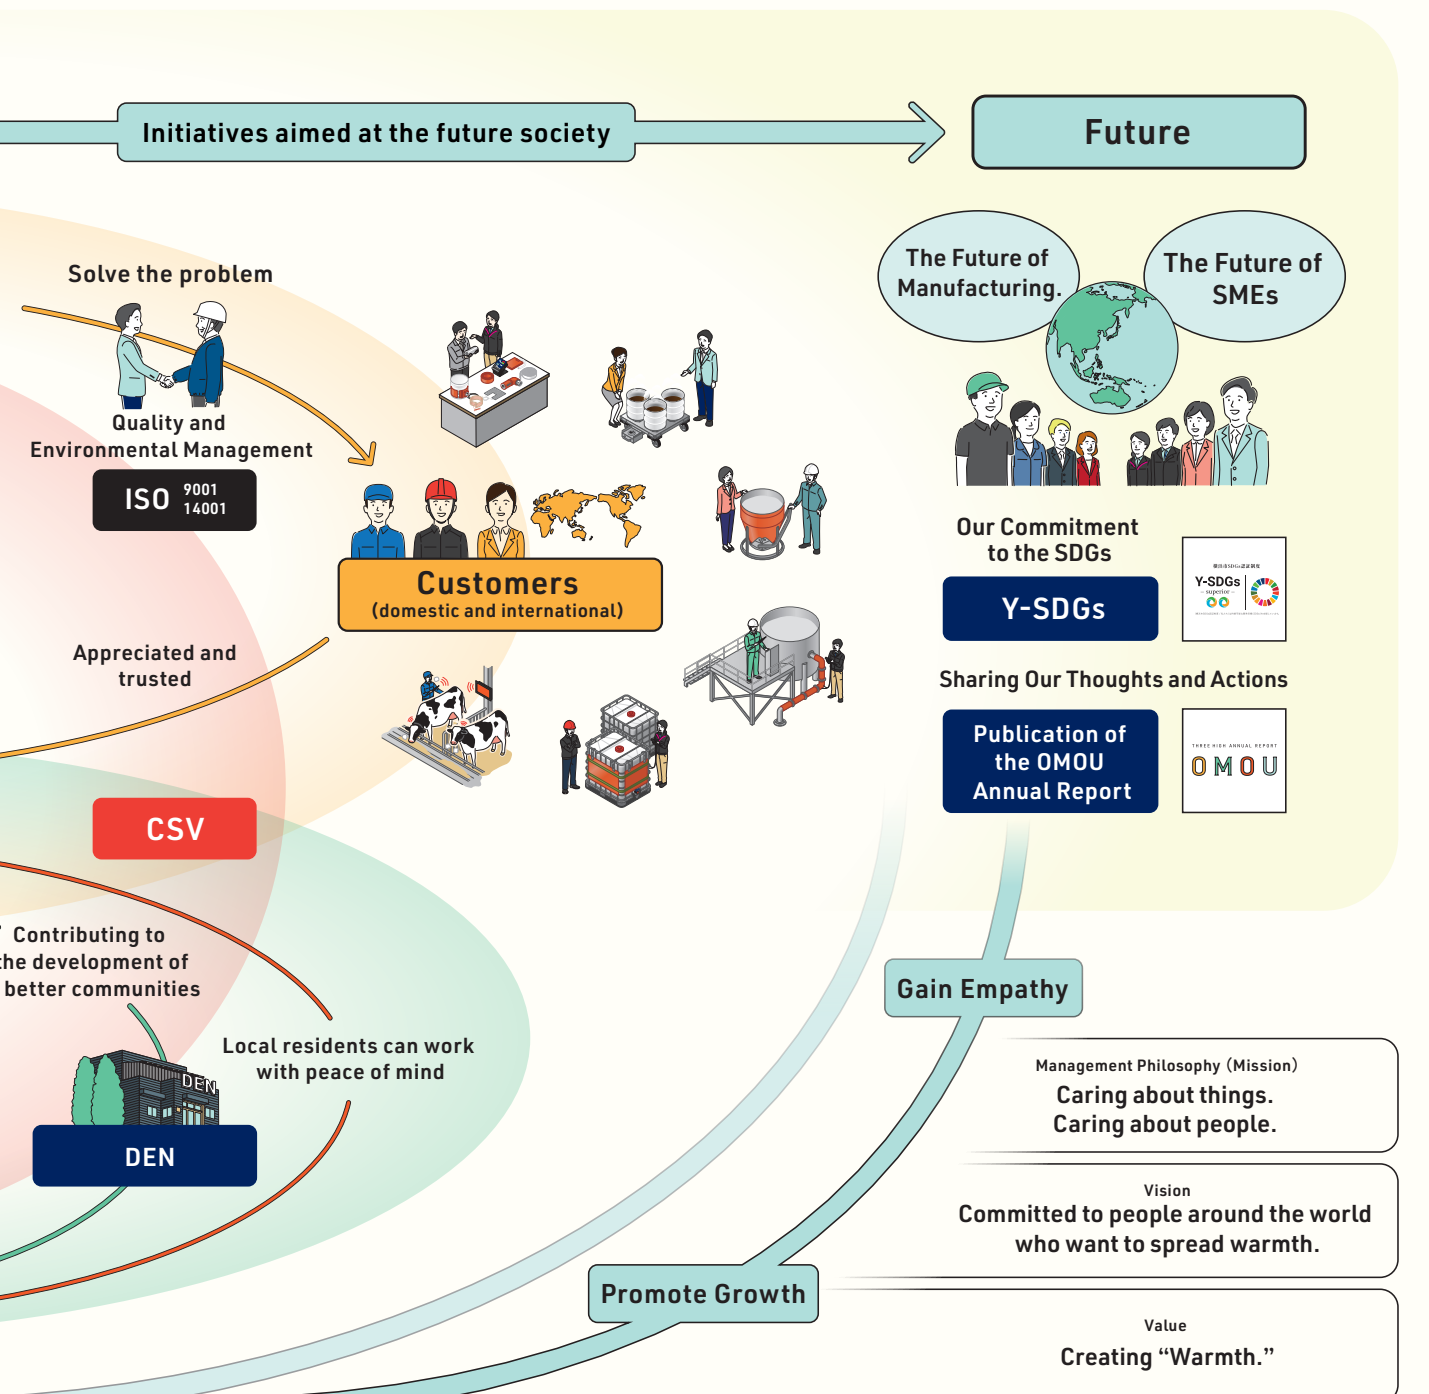 Initiatives aimed at the future society
Future
The Future of
Manufacturing.
The Future of
SMEs
Solve the problem
Quality and
Environmental Management
ISO 9001
14001
Customers
(domestic and international)
Appreciated and
trusted
CSV
Contributing to
the development of
better communities
DEN
DEN
Local residents can work
with peace of mind
Our Commitment
to the SDGs
Y-SDGs
Y-SDGs
superior
Sharing Our Thoughts and Actions
Publication of
the OMOU
Annual Report
THREE HIGH ANNUAL REPORT
OMOU
Gain Empathy
Promote Growth
Management Philosophy（Mission）
Caring about things.
Caring about people.
Vision
Committed to people around the world
who want to spread warmth.
Value
Creating “Warmth.”